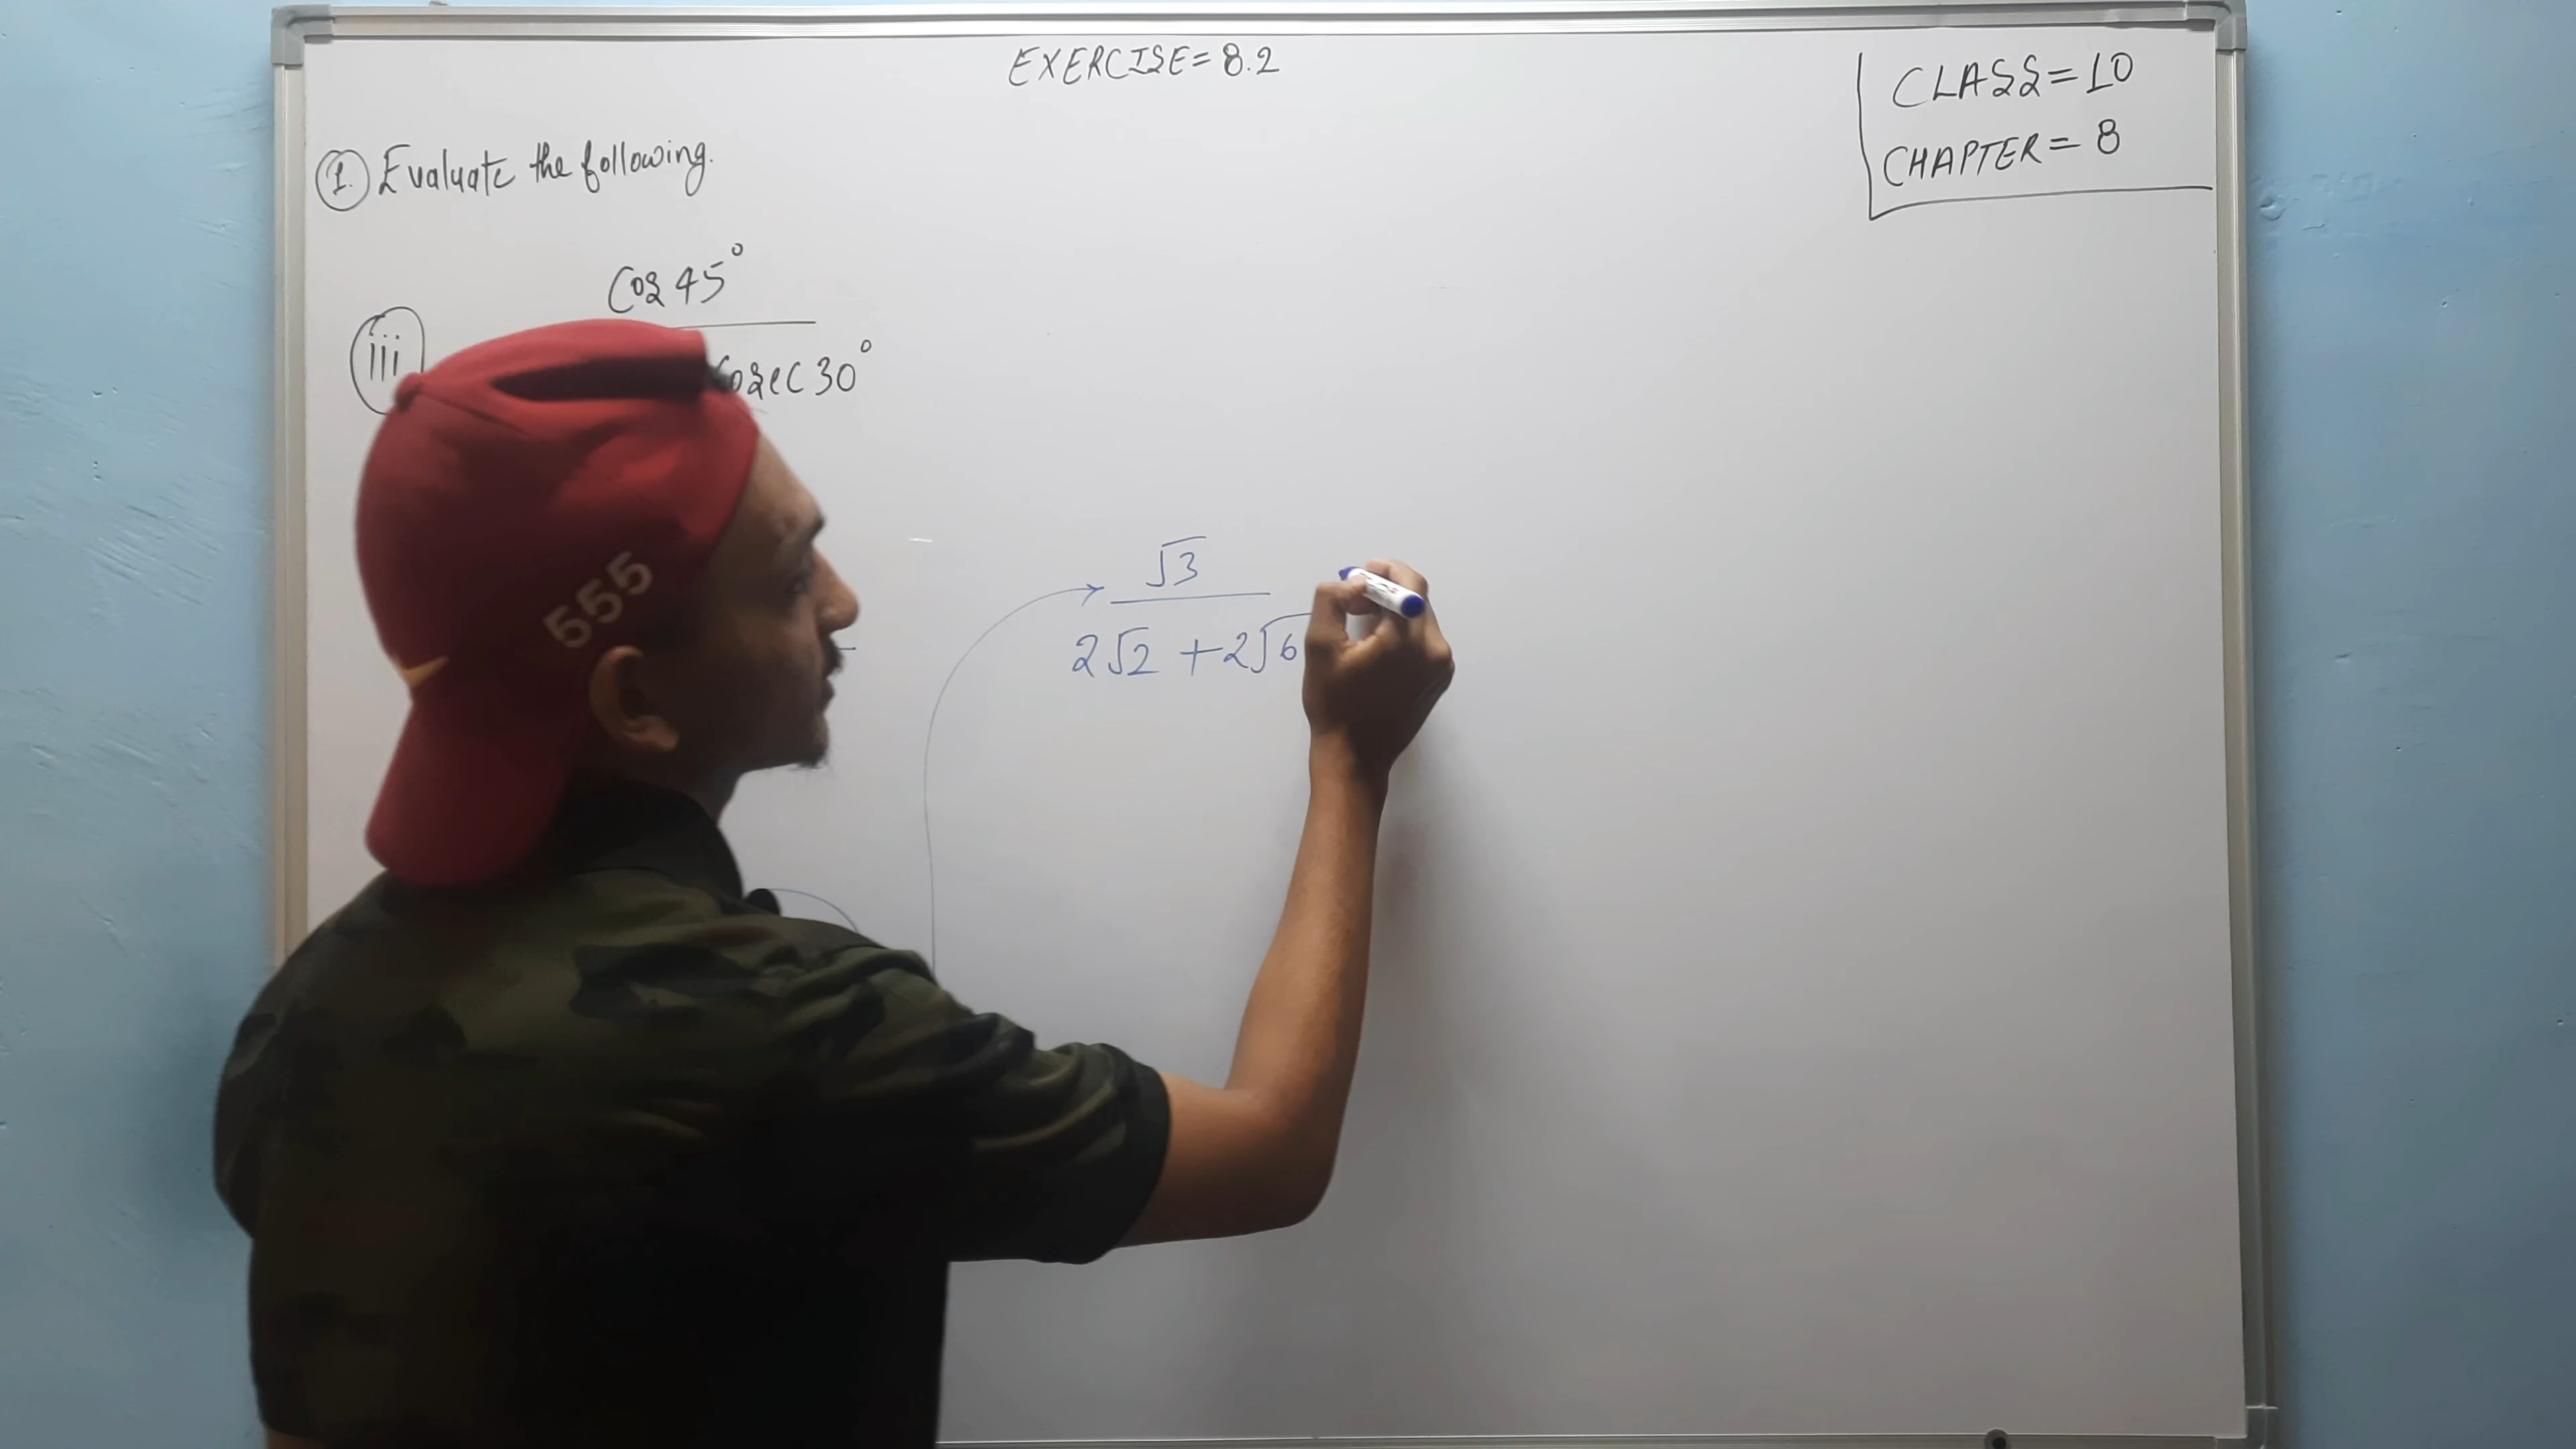 EXERCISE = 8.2
CLASS = 10
CHAPTER = 8
1. Evaluate the following.
Cos 45°
iii
Cosec 30°
√3
2√2 + 2√6
555